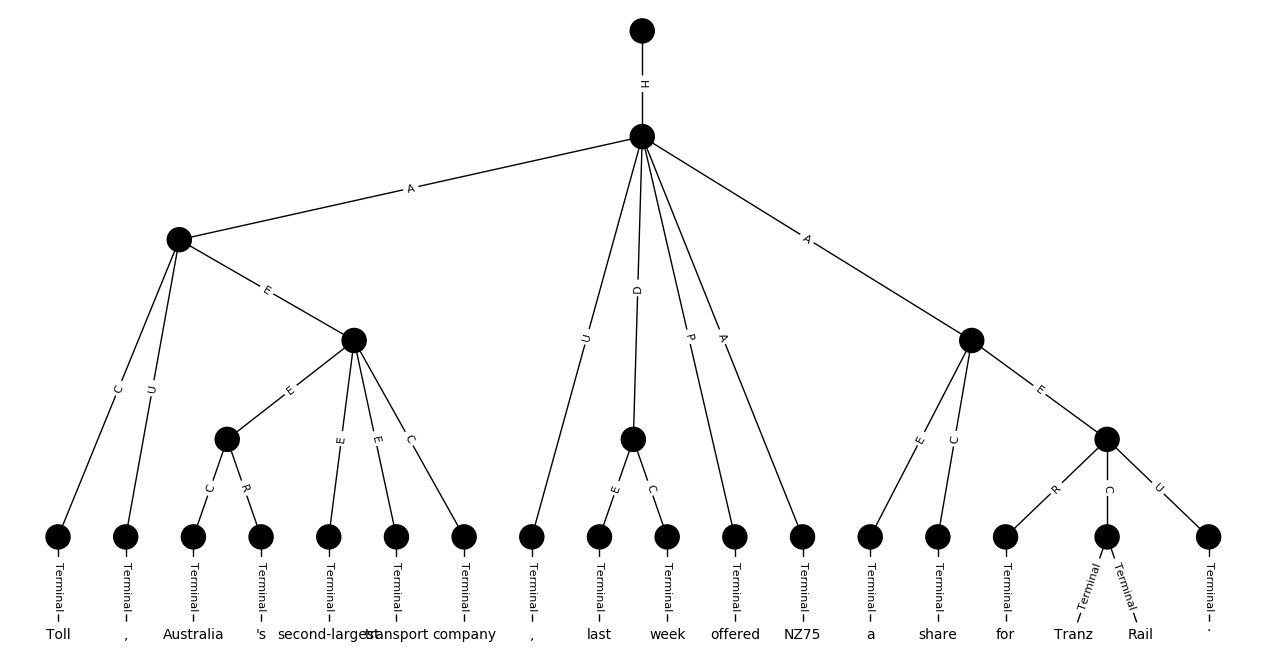 H
A
A
E
D
U
P
A
C
U
E
E
E
E
C
E
C
C
R
E
C
R
C
U
Terminal Terminal Terminal Terminal Terminal Terminal Terminal Terminal Terminal Terminal Terminal Terminal Terminal Terminal Terminal Terminal Terminal Terminal
Toll , Australia 's second-largest transport company , last week offered NZ75 a share for Tranz Rail .